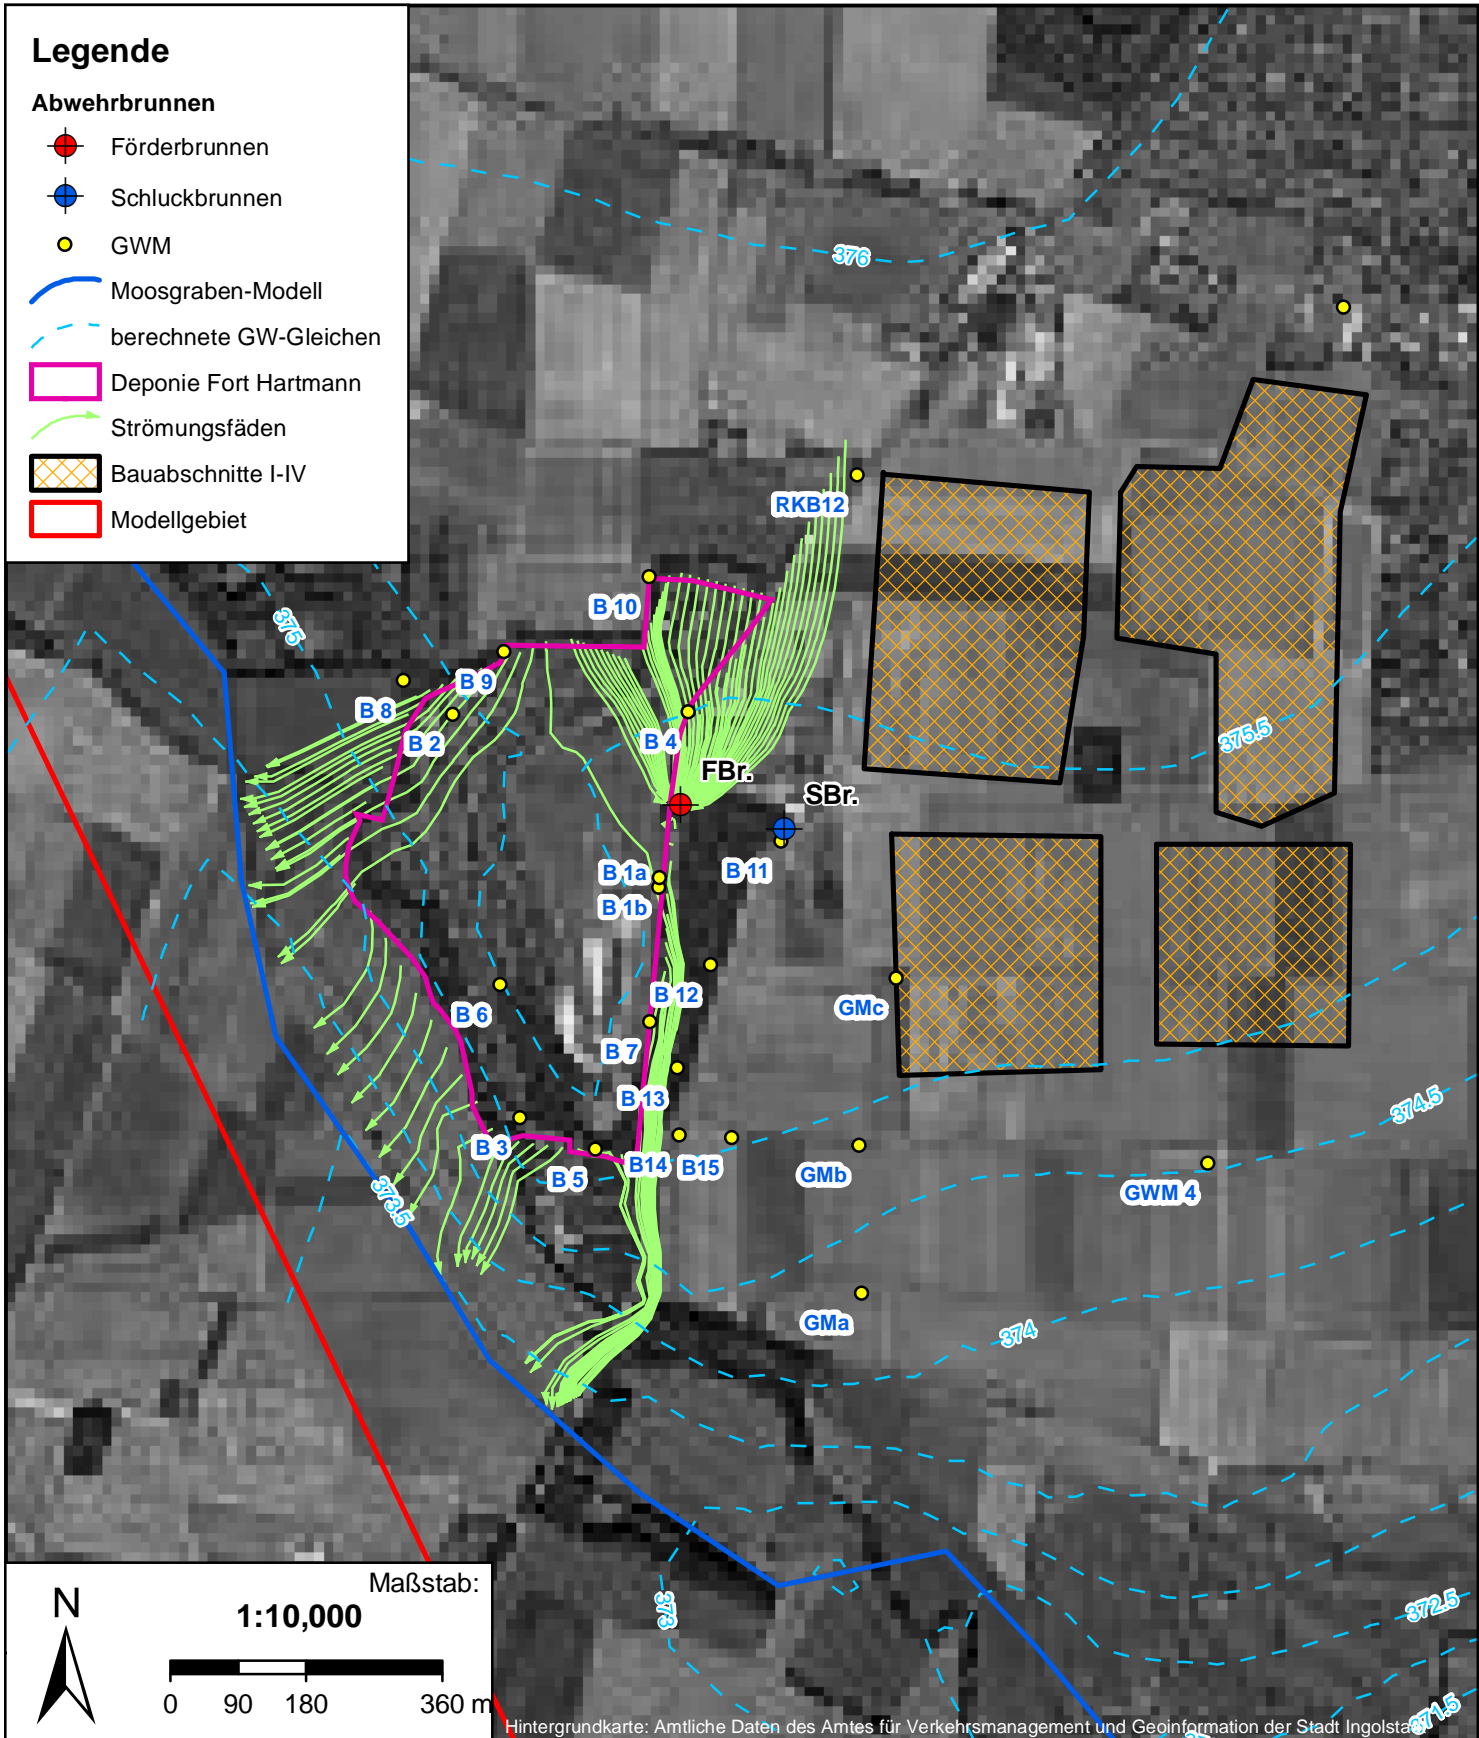 Legende
Abwehrbrunnen
Förderbrunnen
Schluckbrunnen
GWM
Moosgraben-Modell
berechnete GW-Gleichen
Deponie Fort Hartmann
Strömungsfäden
Bauabschnitte I-IV
Modellgebiet
376
RKB12
B 10
375
B 9
B 8
B 2
B 4
375.5
FBr.
SBr.
B 1a
B 11
B 1b
B 12
GMc
B 6
B 7
B 13
374.5
B 3
B 5
B14
B15
GMb
GWM 4
373.5
GMa
374
373
372.5
371.5
N
Maßstab:
1:10,000
0 90 180 360 m
Hintergrundkarte: Amtliche Daten des Amtes für Verkehrsmanagement und Geoinformation der Stadt